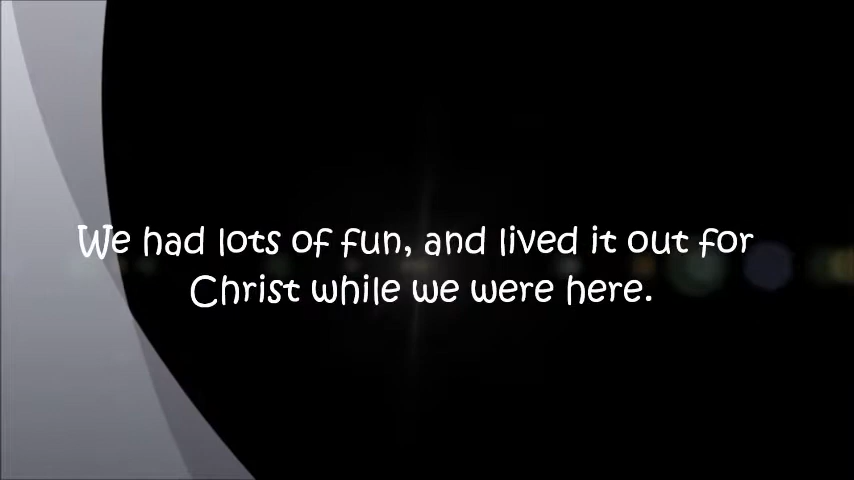 We had lots of fun, and lived it out for
Christ while we were here.